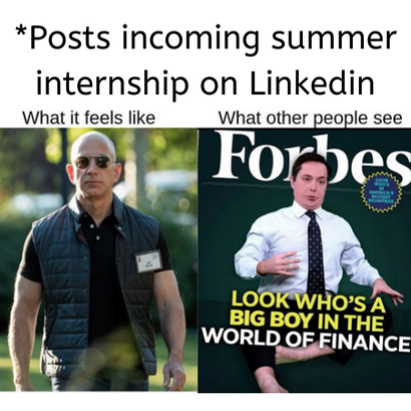 *Posts incoming summer
internship on Linkedin
What it feels like
What other people see
Forbes
LOOK WHO'S A
BIG BOY IN THE
WORLD OF FINANCE